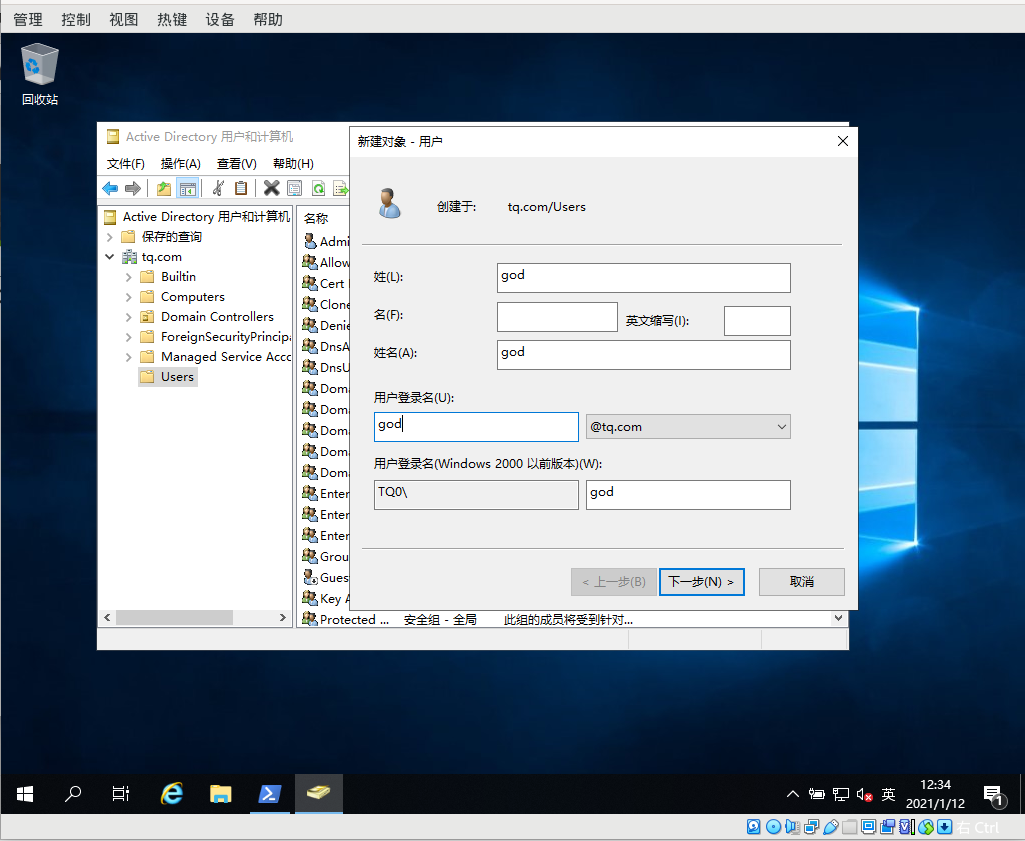 管理 控制 视图 热键 设备 帮助
回收站
Active Directory 用户和计算机
文件(F) 操作(A) 查看(V) 帮助(H)
Active Directory 用户和计算机
保存的查询
tq.com
Builtin
Computers
Domain Controllers
ForeignSecurityPrincipa
Managed Service Acco
Users
名称
Admi
Allow
Cert
Clone
Denie
DnsA
DnsU
Doma
Doma
Doma
Doma
Doma
Enter
Enter
Enter
Grou
Gues
Key A
Protected ... 安全组 - 全局 此组的成员将受到针对...
新建对象 - 用户
创建于: tq.com/Users
姓(L): god
名(F): 英文缩写(I):
姓名(A): god
用户登录名(U):
god @tq.com
用户登录名(Windows 2000 以前版本)(W):
TQ0\ god
< 上一步(B) 下一步(N) > 取消
英 12:34
2021/1/12
1
右 Ctrl